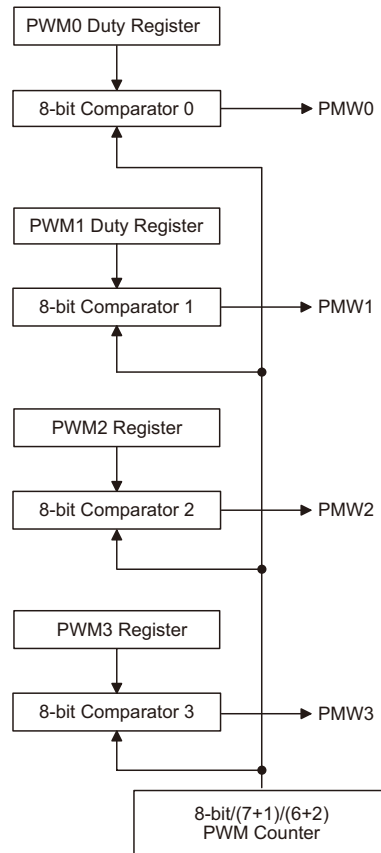 PWM0 Duty Register
8-bit Comparator 0
PMW0
PWM1 Duty Register
8-bit Comparator 1
PMW1
PWM2 Register
8-bit Comparator 2
PMW2
PWM3 Register
8-bit Comparator 3
PMW3
8-bit/(7+1)/(6+2)
PWM Counter